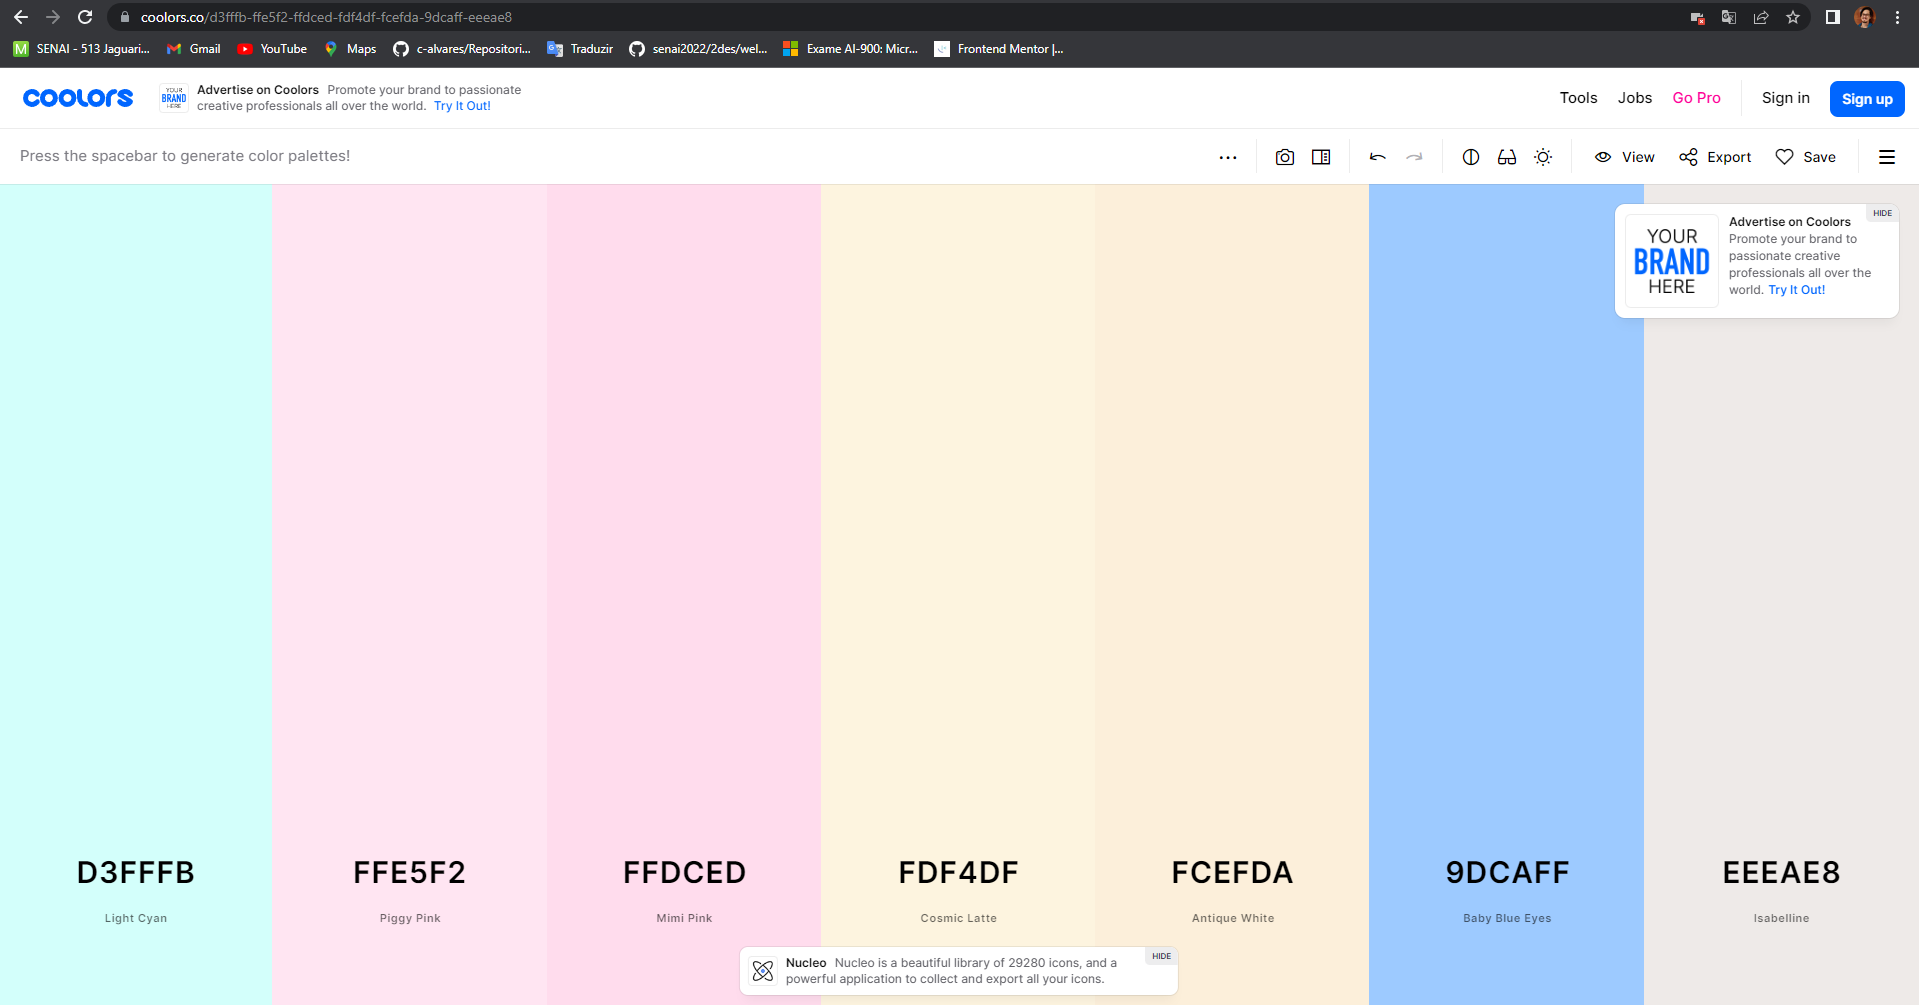 coolors.co/d3fffb-ffe5f2-ffdced-fdf4df-fcefda-9dcaff-eeeae8
SENAI - 513 Jaguari... Gmail YouTube Maps c-alvares/Repositori... Traduzir senai2022/2des/wel... Exame AI-900: Micr... Frontend Mentor |...
coolors
YOUR BRAND HERE
Advertise on Coolors Promote your brand to passionate
creative professionals all over the world. Try It Out!
Tools Jobs Go Pro Sign in Sign up
Press the spacebar to generate color palettes!
View Export Save
HIDE
YOUR
BRAND
HERE
Advertise on Coolors
Promote your brand to
passionate creative
professionals all over the
world. Try It Out!
D3FFFB FFE5F2 FFDCED FDF4DF FCEFDA 9DCAFF EEEAE8
Light Cyan Piggy Pink Mimi Pink Cosmic Latte Antique White Baby Blue Eyes Isabelline
HIDE
Nucleo Nucleo is a beautiful library of 29280 icons, and a
powerful application to collect and export all your icons.